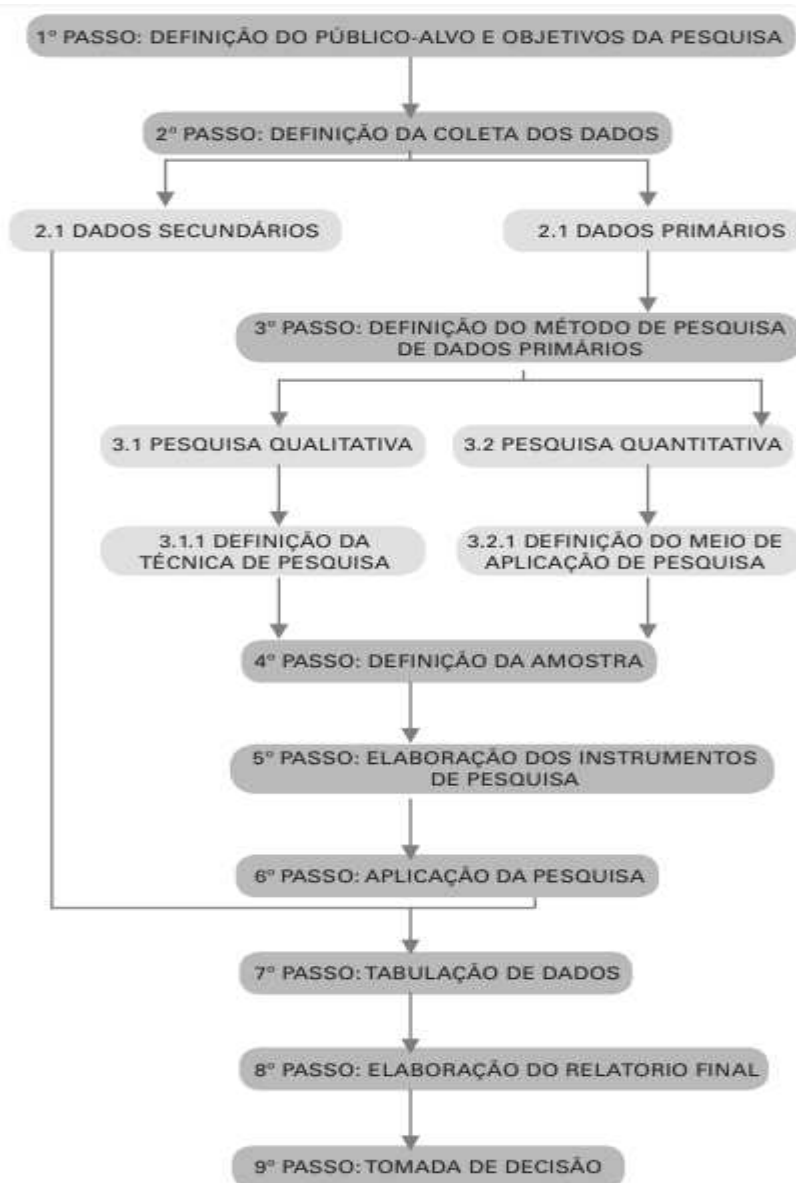 1º PASSO: DEFINIÇÃO DO PÚBLICO-ALVO E OBJETIVOS DA PESQUISA
2º PASSO: DEFINIÇÃO DA COLETA DOS DADOS
2.1 DADOS SECUNDÁRIOS
2.1 DADOS PRIMÁRIOS
3º PASSO: DEFINIÇÃO DO MÉTODO DE PESQUISA
DE DADOS PRIMÁRIOS
3.1 PESQUISA QUALITATIVA
3.2 PESQUISA QUANTITATIVA
3.1.1 DEFINIÇÃO DA
TÉCNICA DE PESQUISA
3.2.1 DEFINIÇÃO DO MEIO DE
APLICAÇÃO DE PESQUISA
4º PASSO: DEFINIÇÃO DA AMOSTRA
5º PASSO: ELABORAÇÃO DOS INSTRUMENTOS
DE PESQUISA
6º PASSO: APLICAÇÃO DA PESQUISA
7º PASSO: TABULAÇÃO DE DADOS
8º PASSO: ELABORAÇÃO DO RELATORIO FINAL
9º PASSO: TOMADA DE DECISÃO